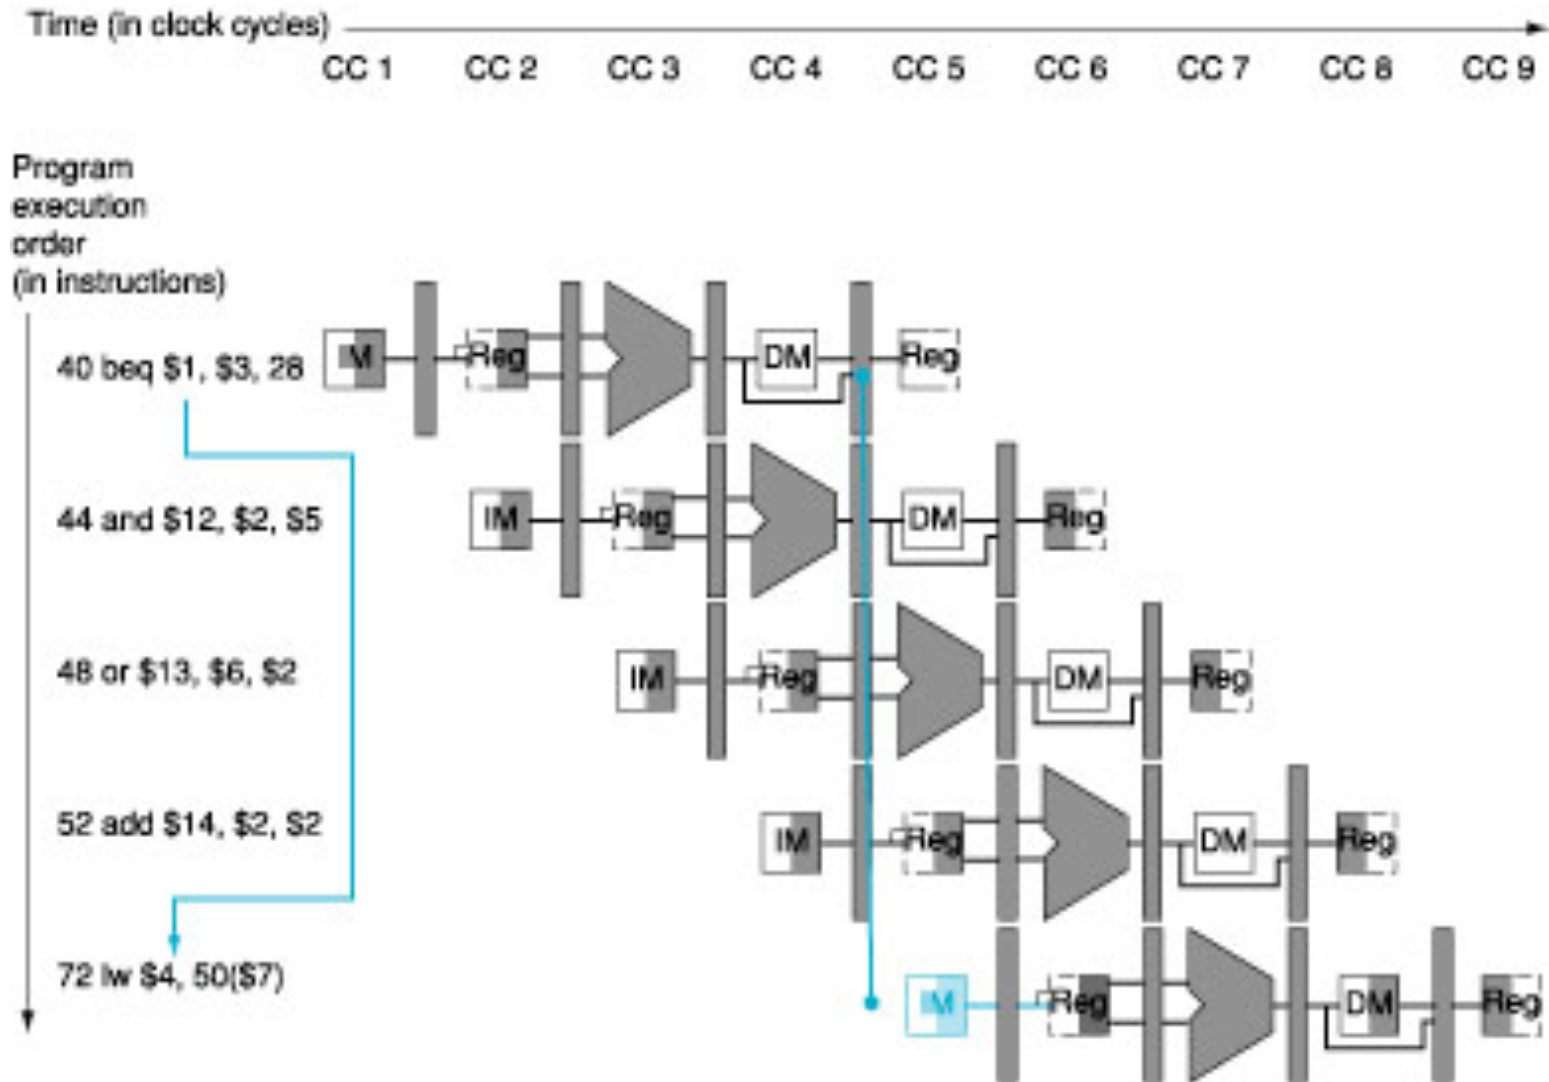 Time (in clock cycles)
CC 1 CC 2 CC 3 CC 4 CC 5 CC 6 CC 7 CC 8 CC 9
Program
execution
order
(in instructions)
40 beq $1, $3, 28
M Reg DM Reg
44 and $12, $2, $5
IM Reg DM Reg
48 or $13, $6, $2
IM Reg DM Reg
52 add $14, $2, $2
IM Reg DM Reg
72 lw $4, 50($7)
M Reg DM Reg